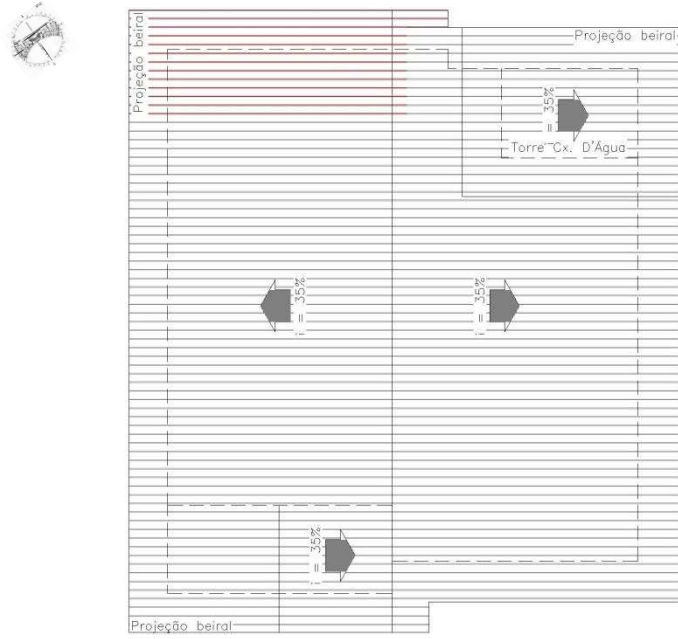 Projeção beiral
Projeção beiral
i = 35%
Torre Cx. D'Água
i = 35%
i = 35%
i = 35%
Projeção beiral